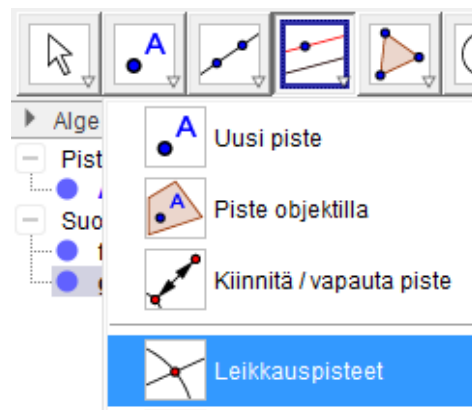 A
Alge
Pist
Suo
A
Uusi piste
A
Piste objektilla
Kiinnitä / vapauta piste
Leikkauspisteet